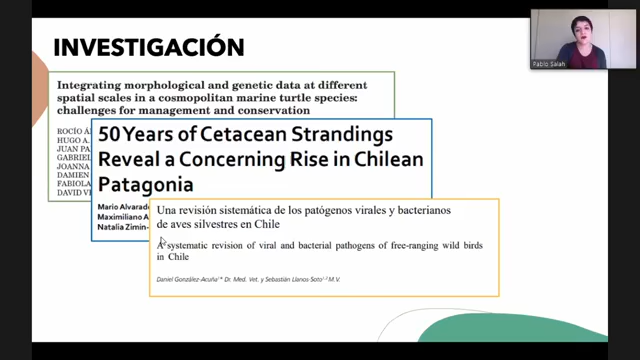 INVESTIGACIÓN
Integrating morphological and genetic data at different
spatial scales in a cosmopolitan marine turtle species:
challenges for management and conservation
ROCÍO
HUGO A.
JUAN PA
GABRIEL
JOANNA
DAMIEN
FABIOLA
DAVID VE
50 Years of Cetacean Strandings
Reveal a Concerning Rise in Chilean
Patagonia
Mario Alvarado
Maximiliano A
Natalia Zimin-
Una revisión sistemática de los patógenos virales y bacterianos
de aves silvestres en Chile
A systematic revision of viral and bacterial pathogens of free-ranging wild birds
in Chile
Daniel González-Acuña Dr. Med. Vet. y Sebastián Llanos-Soto M.V.
Pablo Salah